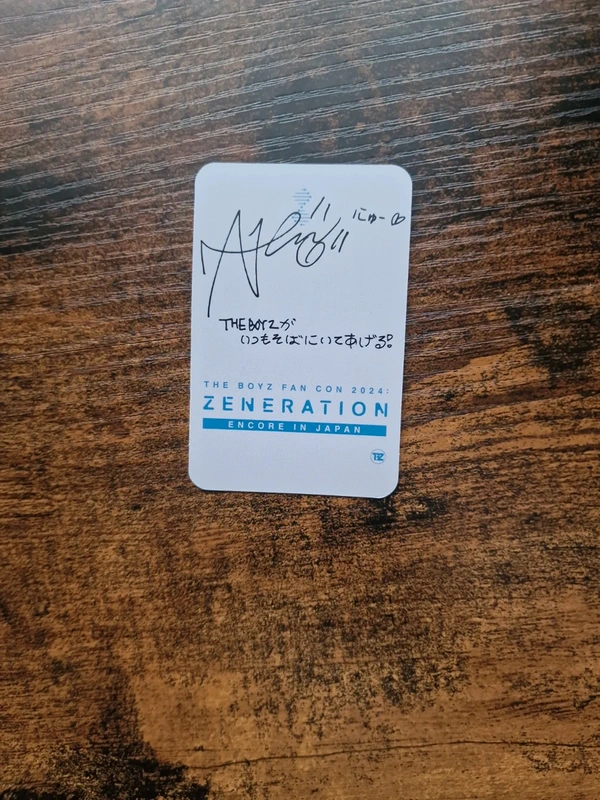 にゅー♡
THE BOYZが
いつもそばにいてあげる!
THE BOYZ FAN CON 2024:
ZENERATION
ENCORE IN JAPAN
TBZ